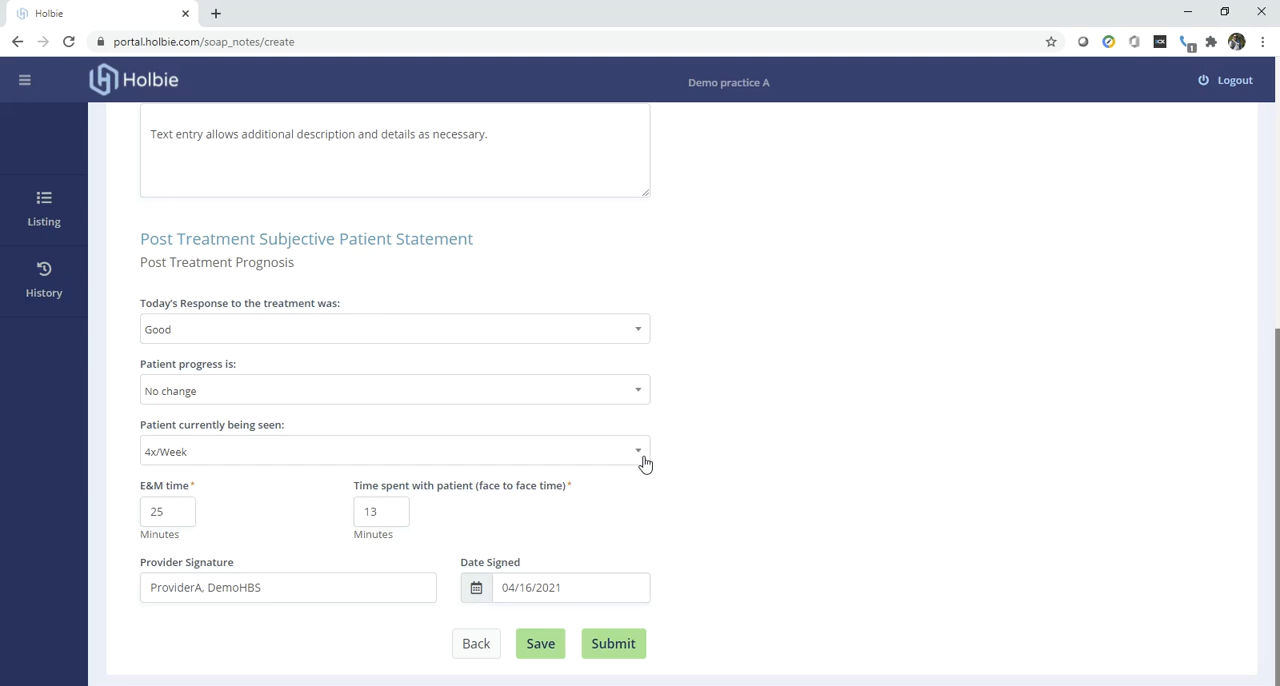 Holbie
portal.holbie.com/soap_notes/create
1
Holbie
Demo practice A
Logout
Listing
History
Text entry allows additional description and details as necessary.
Post Treatment Subjective Patient Statement
Post Treatment Prognosis
Today's Response to the treatment was:
Good
Patient progress is:
No change
Patient currently being seen:
4x/Week
E&M time* Time spent with patient (face to face time)*
25 13
Minutes Minutes
Provider Signature Date Signed
ProviderA, DemoHBS 04/16/2021
Back Save Submit